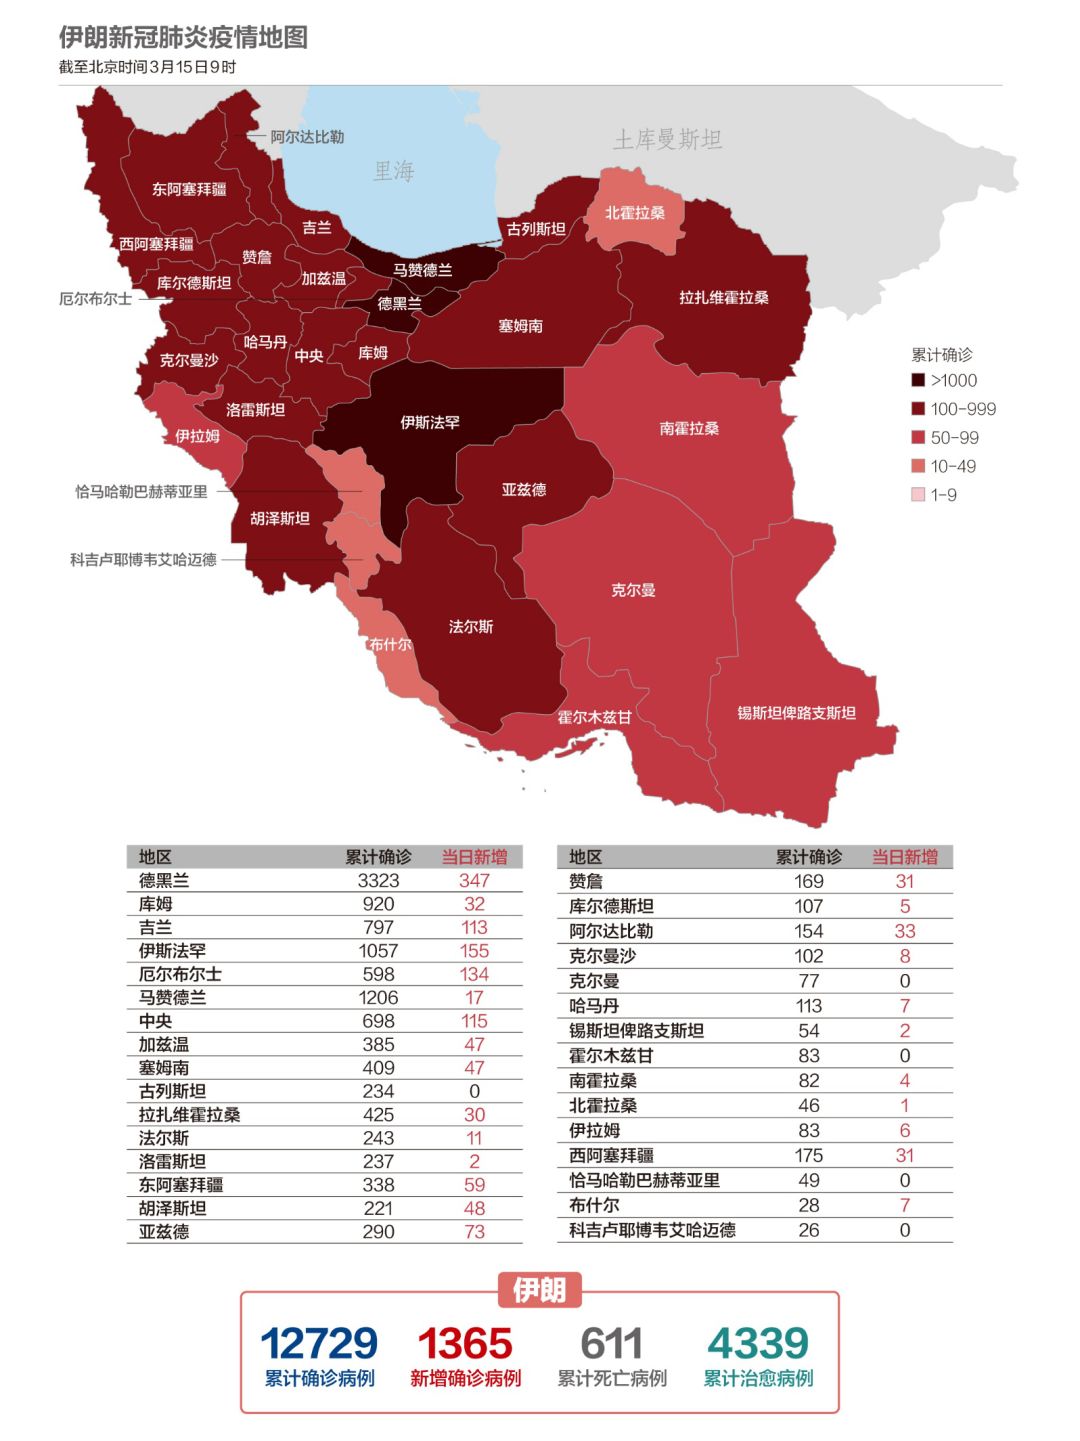 伊朗新冠肺炎疫情地图
截至北京时间3月15日9时
阿尔达比勒
土库曼斯坦
里海
东阿塞拜疆
北霍拉桑
吉兰
古列斯坦
西阿塞拜疆
赞詹
马赞德兰
加兹温
库尔德斯坦
厄尔布尔士
德黑兰
拉扎维霍拉桑
塞姆南
哈马丹
中央
库姆
克尔曼沙
累计确诊
>1000
100-999
50-99
10-49
1-9
洛雷斯坦
伊斯法罕
南霍拉桑
伊拉姆
恰马哈勒巴赫蒂亚里
亚兹德
胡泽斯坦
科吉卢耶博韦艾哈迈德
克尔曼
法尔斯
布什尔
霍尔木兹甘
锡斯坦俾路支斯坦
地区 累计确诊 当日新增
德黑兰 3323 347
库姆 920 32
吉兰 797 113
伊斯法罕 1057 155
厄尔布尔士 598 134
马赞德兰 1206 17
中央 698 115
加兹温 385 47
塞姆南 409 47
古列斯坦 234 0
拉扎维霍拉桑 425 30
法尔斯 243 11
洛雷斯坦 237 2
东阿塞拜疆 338 59
胡泽斯坦 221 48
亚兹德 290 73
地区 累计确诊 当日新增
赞詹 169 31
库尔德斯坦 107 5
阿尔达比勒 154 33
克尔曼沙 102 8
克尔曼 77 0
哈马丹 113 7
锡斯坦俾路支斯坦 54 2
霍尔木兹甘 83 0
南霍拉桑 82 4
北霍拉桑 46 1
伊拉姆 83 6
西阿塞拜疆 175 31
恰马哈勒巴赫蒂亚里 49 0
布什尔 28 7
科吉卢耶博韦艾哈迈德 26 0
伊朗
12729 1365 611 4339
累计确诊病例 新增确诊病例 累计死亡病例 累计治愈病例